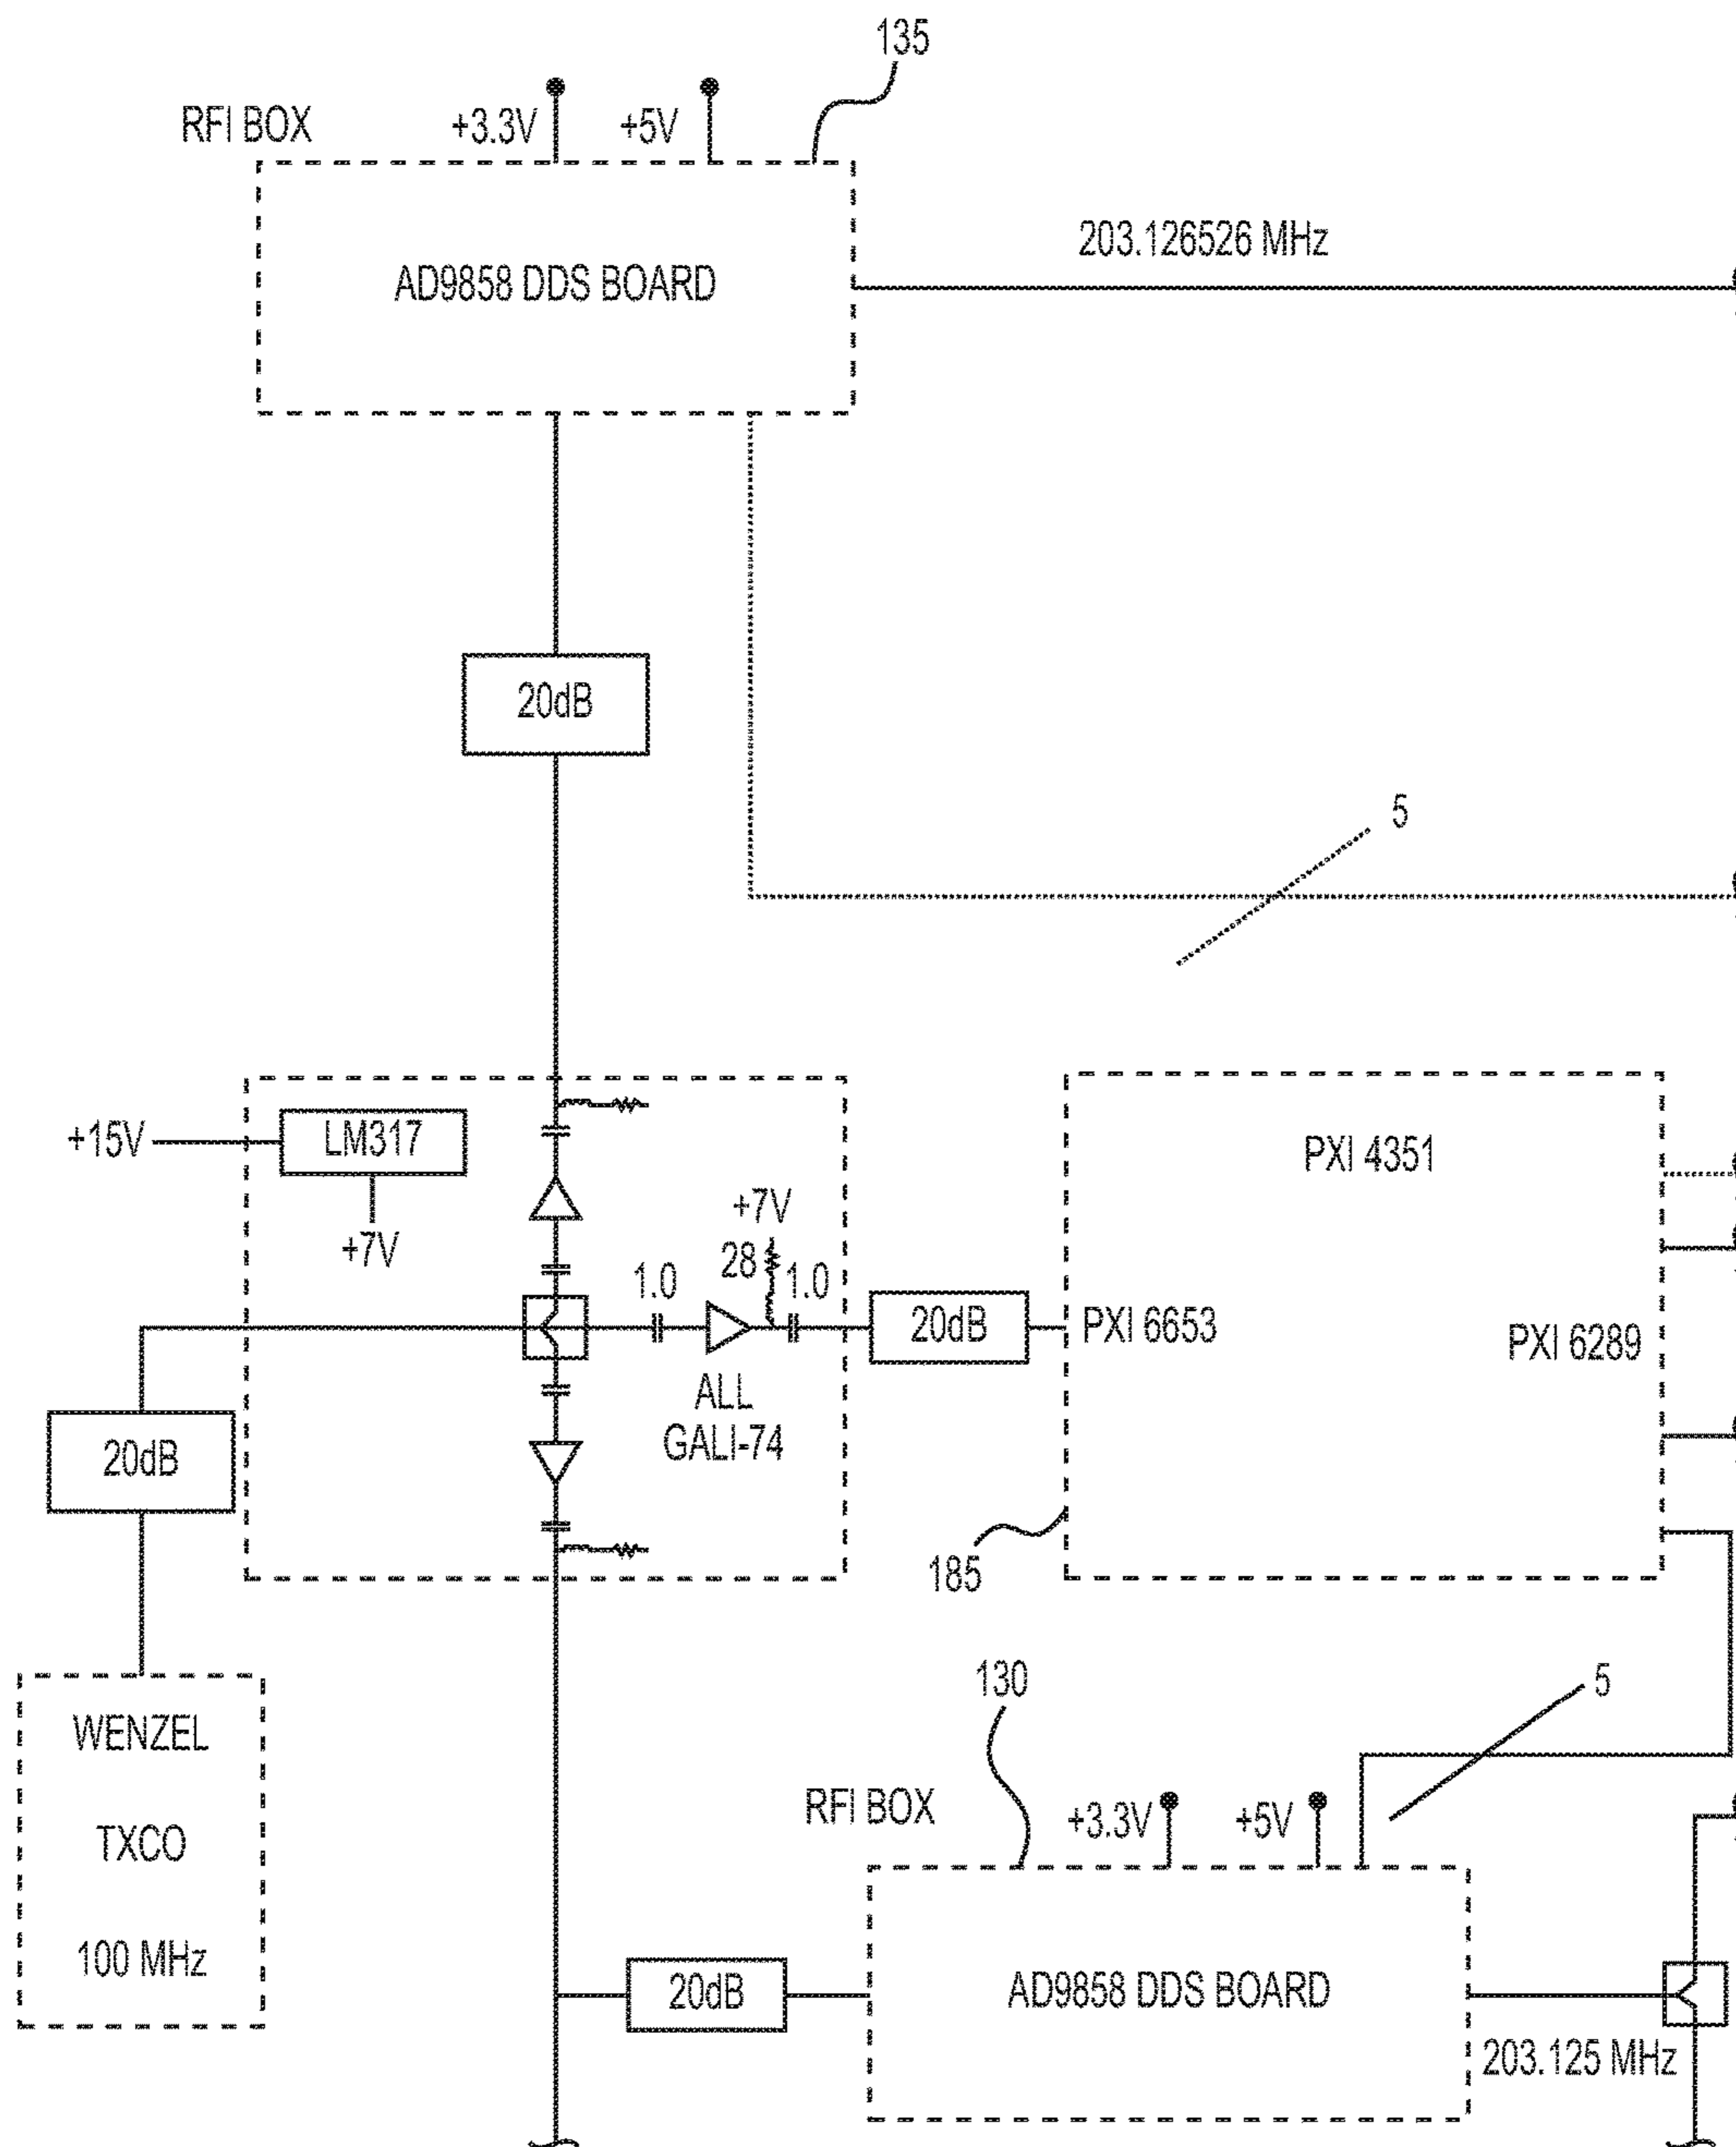 135
RFI BOX
+3.3V
+5V
AD9858 DDS BOARD
203.126526 MHz
20dB
5
+15V
LM317
+7V
+7V
28
1.0
1.0
ALL
GALI-74
20dB
PXI 4351
PXI 6653
PXI 6289
20dB
185
WENZEL
TXCO
100 MHz
130
5
RFI BOX
+3.3V
+5V
20dB
AD9858 DDS BOARD
203.125 MHz